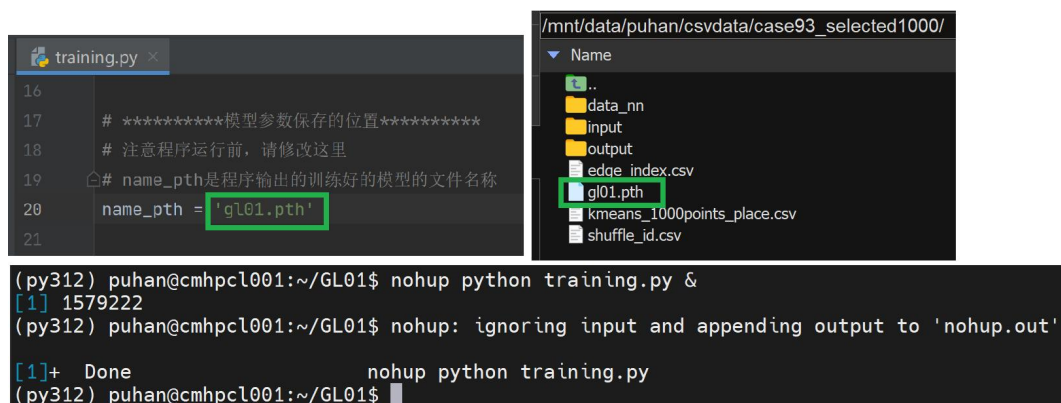 training.py ×
16
17 # **********模型参数保存的位置**********
18 # 注意程序运行前，请修改这里
19 # name_pth是程序输出的训练好的模型的文件名称
20 name_pth = 'gl01.pth'
21
/mnt/data/puhan/csvdata/case93_selected1000/
Name
..
data_nn
input
output
edge_index.csv
gl01.pth
kmeans_1000points_place.csv
shuffle_id.csv
(py312) puhan@cmhpcl001:~/GL01$ nohup python training.py &
[1] 1579222
(py312) puhan@cmhpcl001:~/GL01$ nohup: ignoring input and appending output to 'nohup.out'
[1]+  Done                    nohup python training.py
(py312) puhan@cmhpcl001:~/GL01$